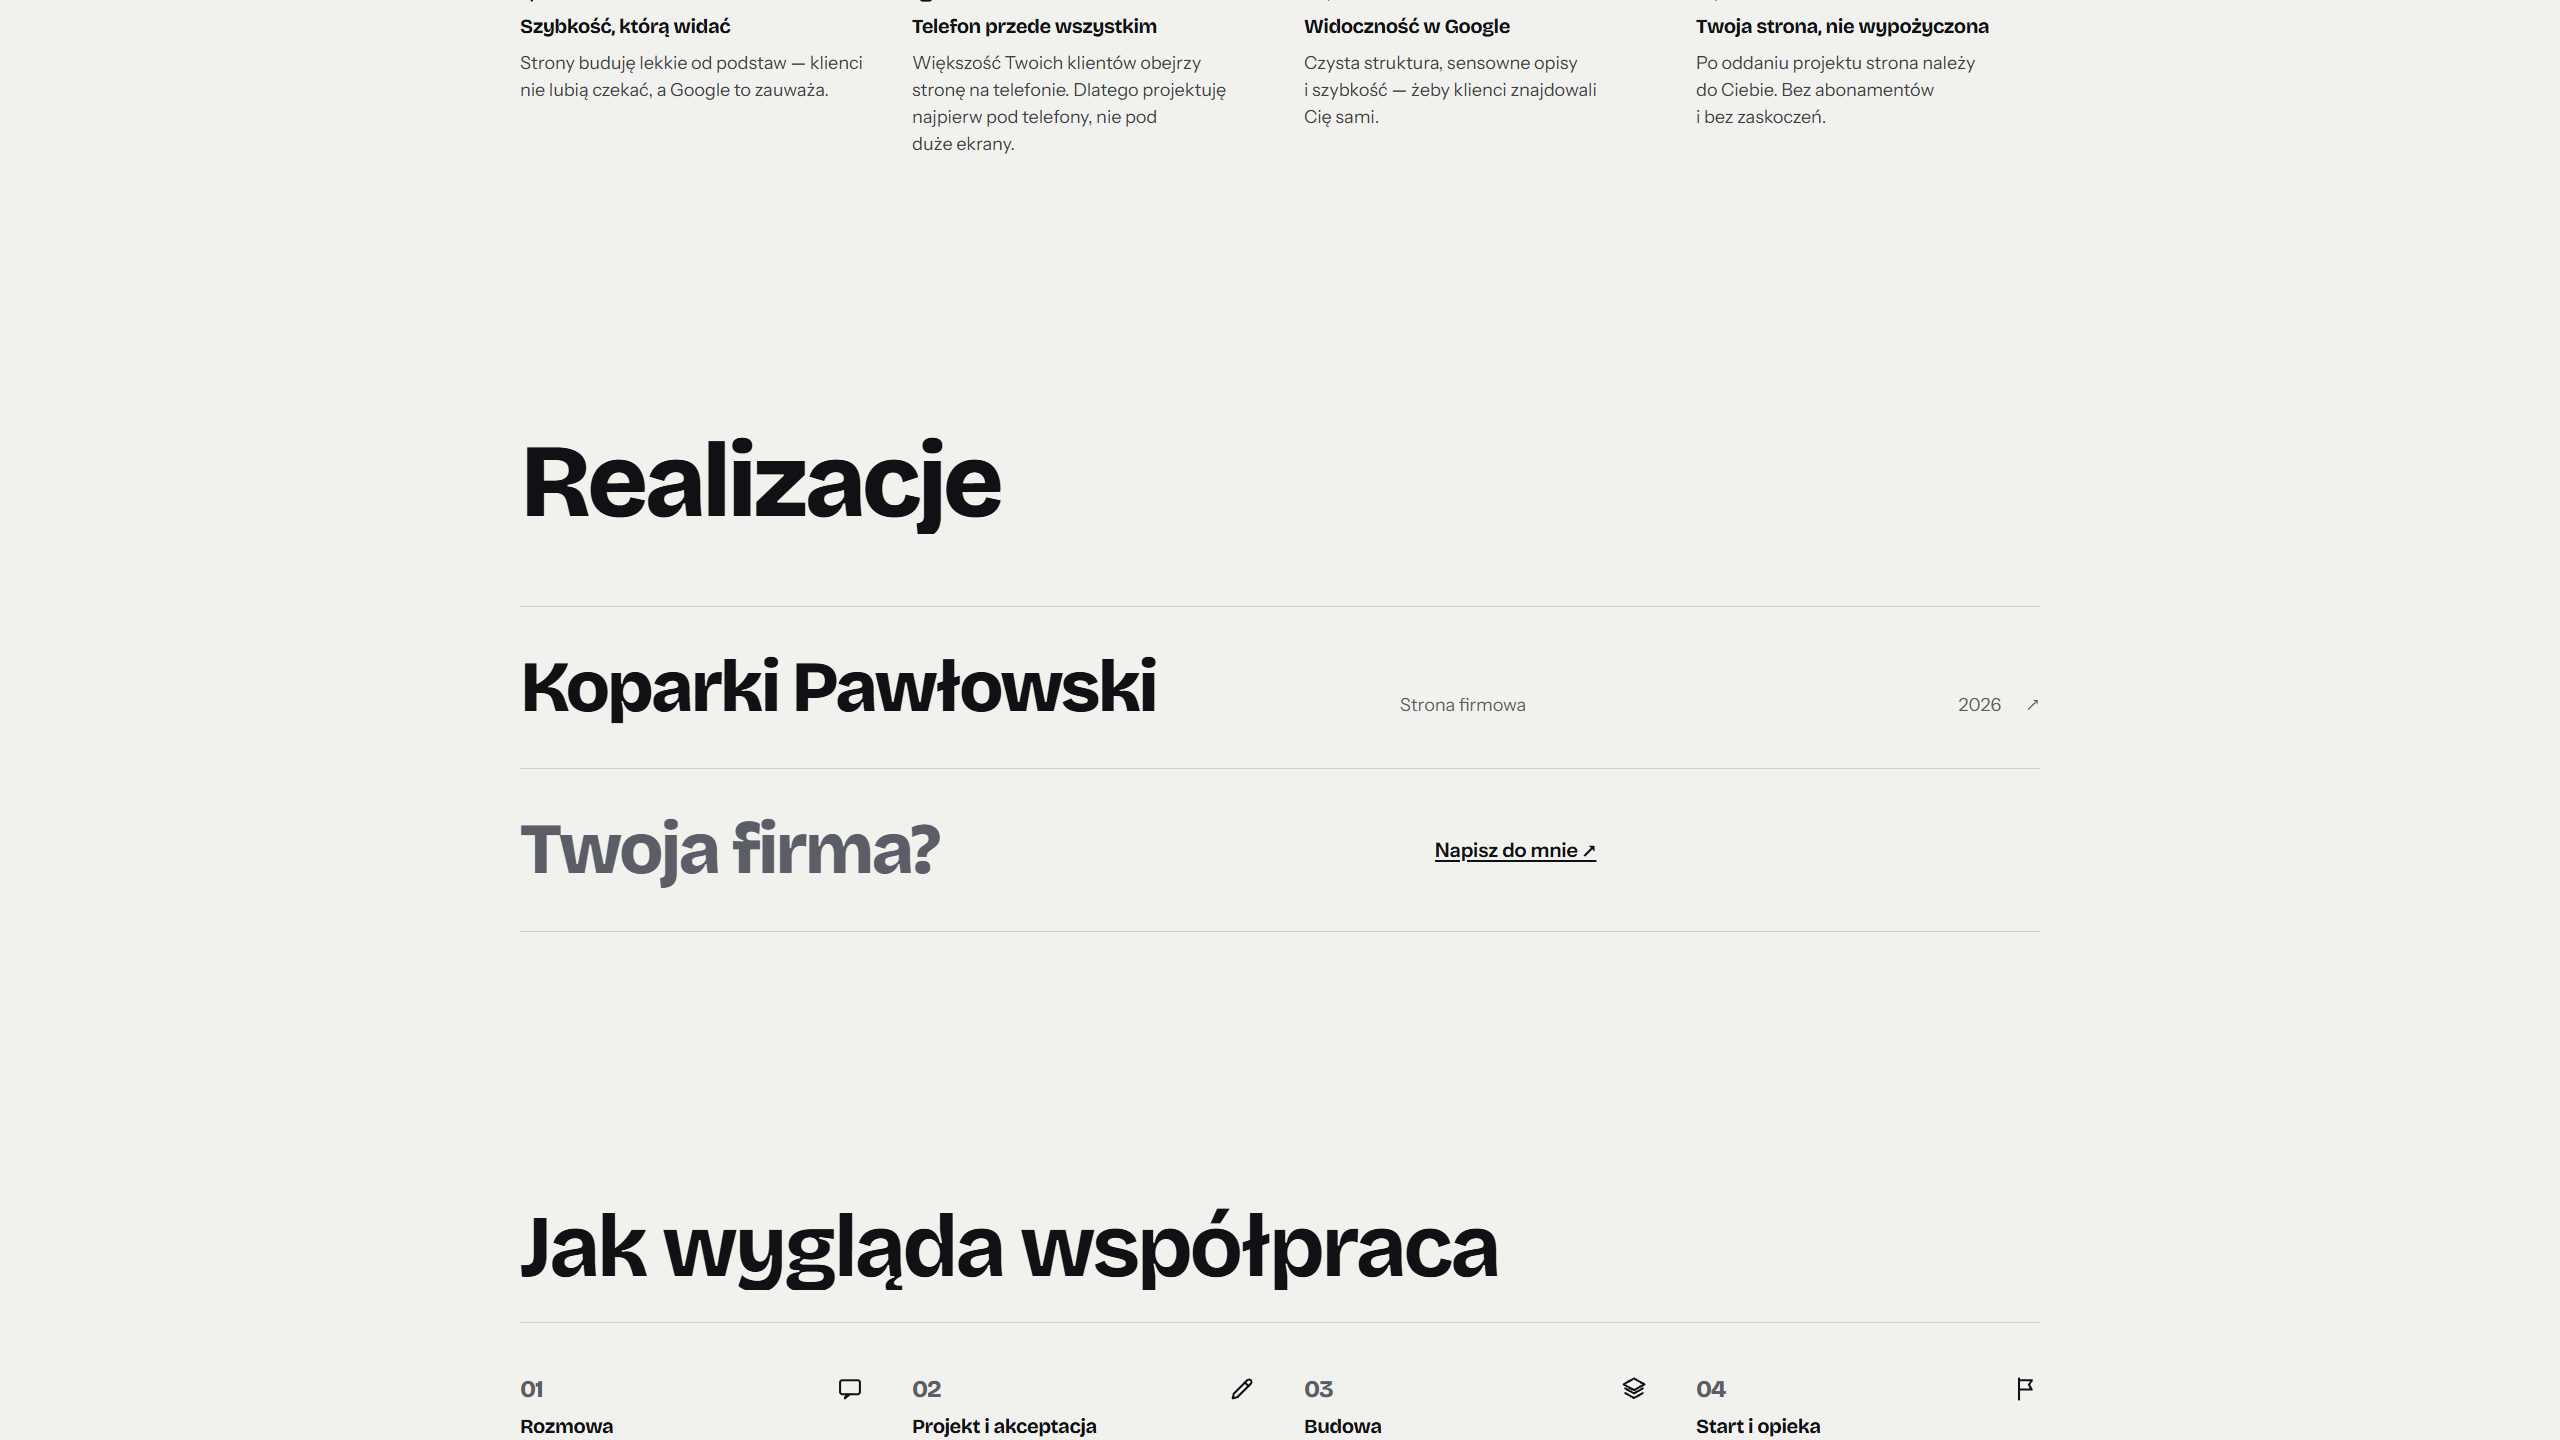 Szybkość, którą widać
Strony buduję lekkie od podstaw — klienci
nie lubią czekać, a Google to zauważa.
Telefon przede wszystkim
Większość Twoich klientów obejrzy
stronę na telefonie. Dlatego projektuję
najpierw pod telefony, nie pod
duże ekrany.
Widoczność w Google
Czysta struktura, sensowne opisy
i szybkość — żeby klienci znajdowali
Cię sami.
Twoja strona, nie wypożyczona
Po oddaniu projektu strona należy
do Ciebie. Bez abonamentów
i bez zaskoczeń.
Realizacje
Koparki Pawłowski
Strona firmowa
2026 ↗
Twoja firma?
Napisz do mnie ↗
Jak wygląda współpraca
01
Rozmowa
02
Projekt i akceptacja
03
Budowa
04
Start i opieka